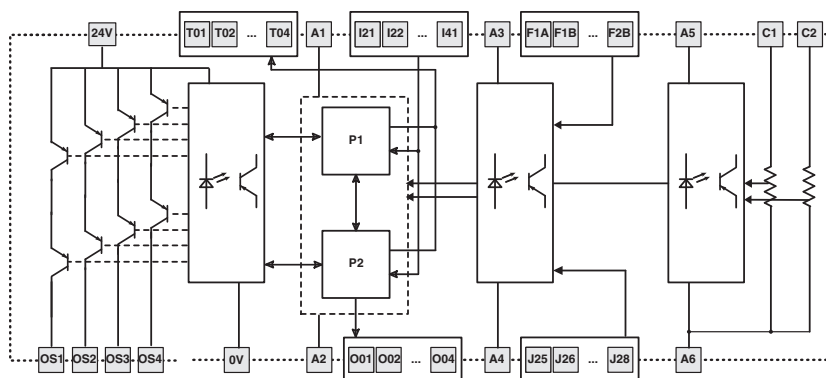 24V T01 T02 ... T04 A1 I21 I22 ... I41 A3 F1A F1B ... F2B A5 C1 C2
P1
P2
OS1 OS2 OS3 OS4 0V A2 O01 O02 ... O04 A4 J25 J26 ... J28 A6